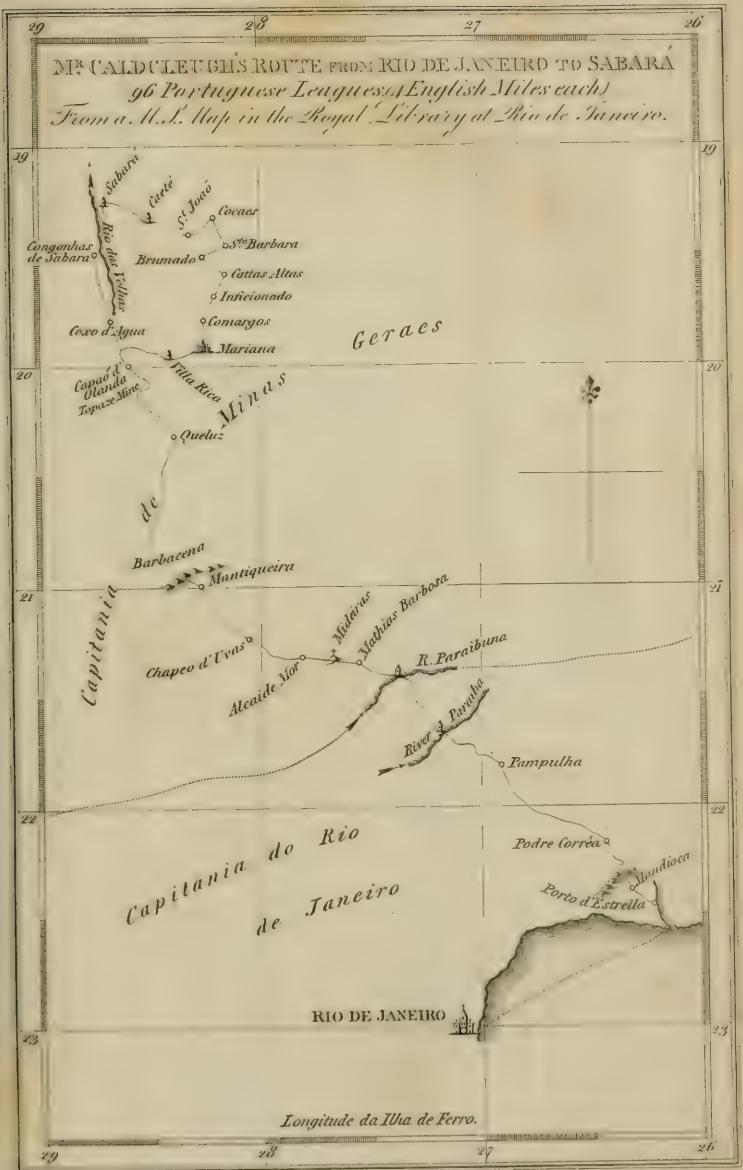 29 28 27 26
MR. CALDCLEUGH'S ROUTE FROM RIO DE JANEIRO TO SABARÁ
96 Portuguese Leagues (4 English Miles each)
From a M.S. Map in the Royal Library at Rio de Janeiro.
19 19
Sabará
Caeté
St. João
Cocaes
Rio das Velhas
Congonhas
de Sabara
Sta. Barbara
Brumado
Cattas Altas
Inficionado
Coxo d'Agua
Comargos
Geraes
Mariana
20 20
Capaō d'
Olanda
Topaze Mine
Villa Rica
Minas
Queluz
de
Barbacena
Mantiqueira
21 21
Capitania
Chapeo d'Uvas
Alcaide Mor
Midéiras
Mathias Barbosa
R. Paraibuna
River Paraiba
Pampulha
22 22
Capitania do Rio
de Janeiro
Podre Corrêa
Mandioca
Porto d'Estrella
RIO DE JANEIRO
23 23
Longitude da Ilha de Ferro.
29 28 27 26